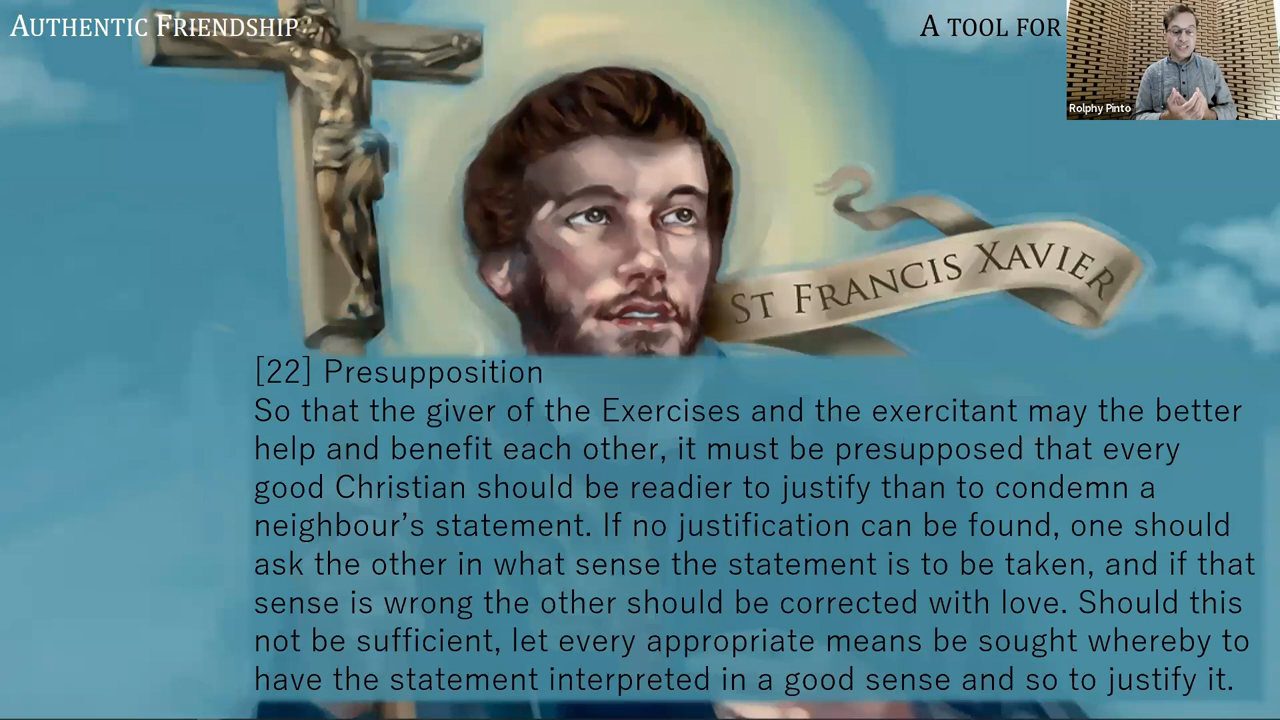 AUTHENTIC FRIENDSHIP
A TOOL FOR
Rolphy Pinto
ST FRANCIS XAVIER
[22] Presupposition
So that the giver of the Exercises and the exercitant may the better
help and benefit each other, it must be presupposed that every
good Christian should be readier to justify than to condemn a
neighbour’s statement. If no justification can be found, one should
ask the other in what sense the statement is to be taken, and if that
sense is wrong the other should be corrected with love. Should this
not be sufficient, let every appropriate means be sought whereby to
have the statement interpreted in a good sense and so to justify it.